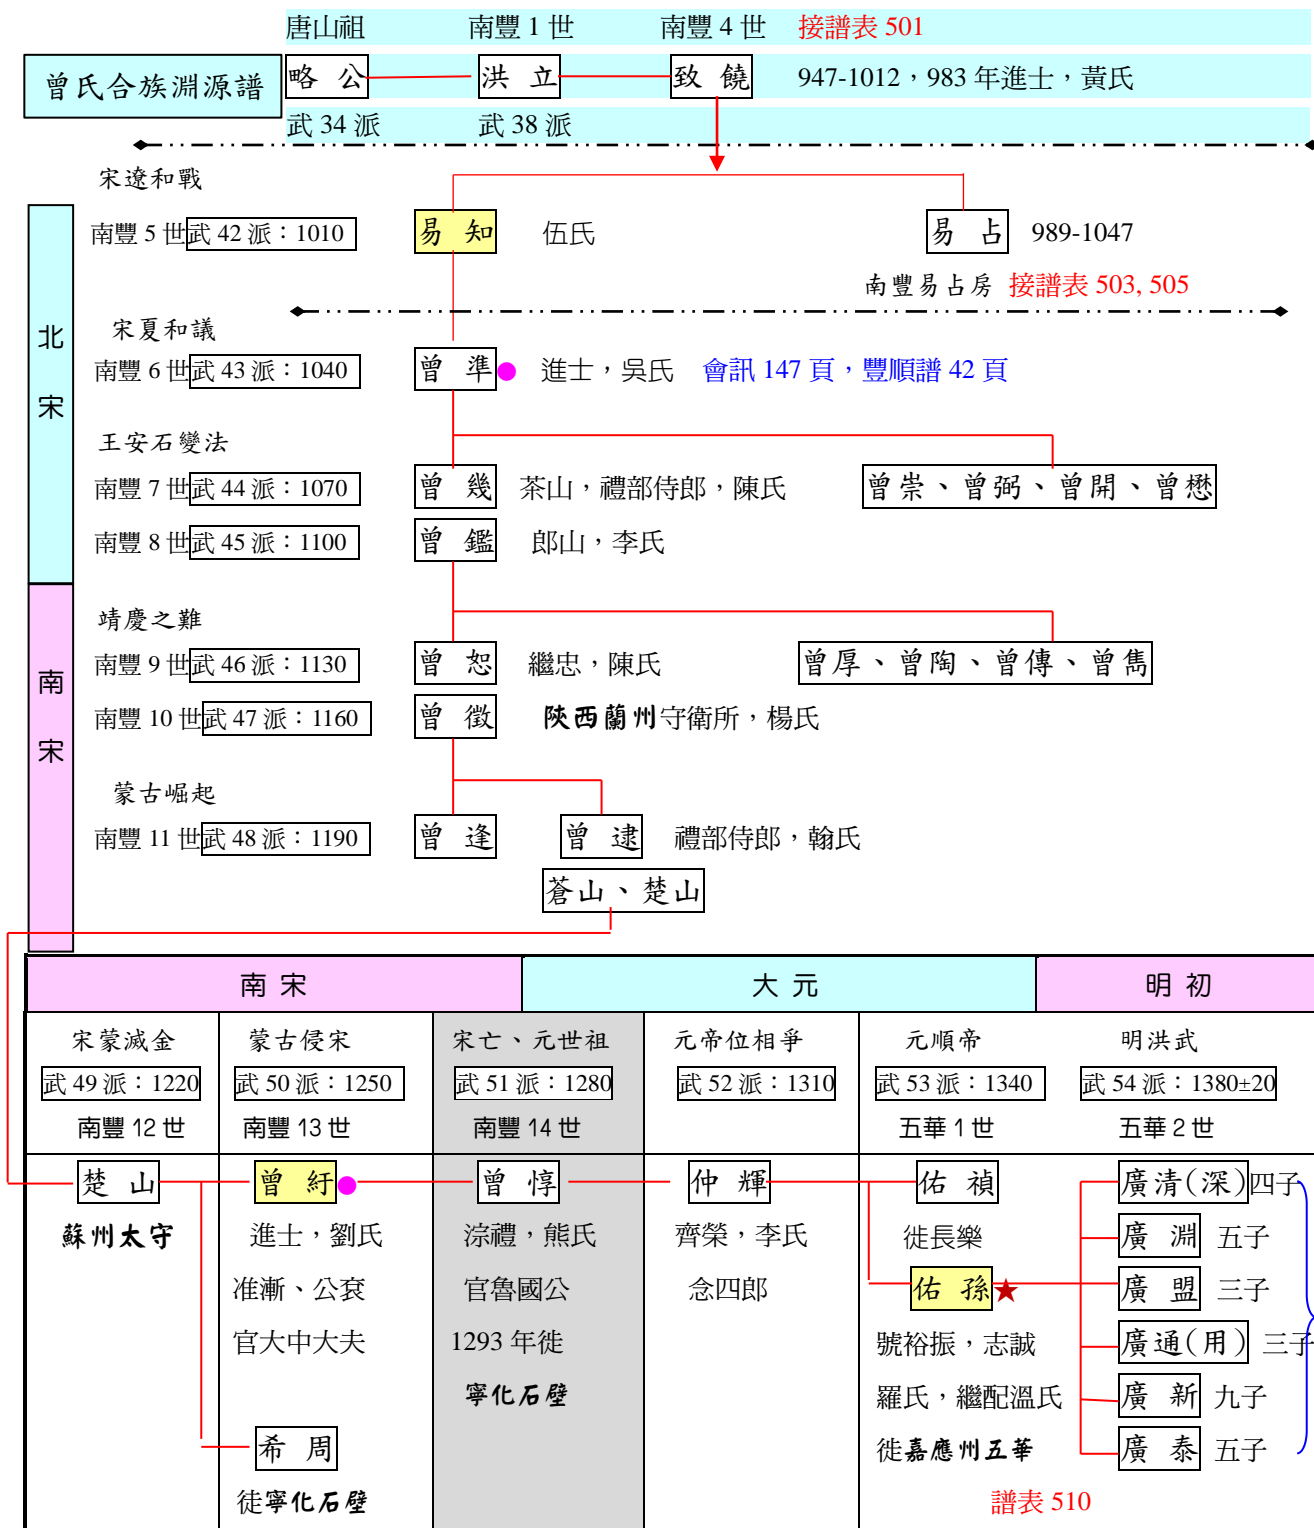 唐山祖 南豐 1 世 南豐 4 世 接譜表 501
曾氏合族淵源譜 略 公 洪 立 致 饒 947-1012，983 年進士，黃氏
武 34 派 武 38 派
宋遼和戰
南豐 5 世 武 42 派：1010 易 知 伍氏 易 占 989-1047
南豐易占房 接譜表 503, 505
北宋
宋夏和議
南豐 6 世 武 43 派：1040 曾 準 進士，吳氏 會訊 147 頁，豐順譜 42 頁
王安石變法
南豐 7 世 武 44 派：1070 曾 幾 茶山，禮部侍郎，陳氏 曾崇、曾弼、曾開、曾懋
南豐 8 世 武 45 派：1100 曾 鑑 郎山，李氏
南宋
靖慶之難
南豐 9 世 武 46 派：1130 曾 恕 繼忠，陳氏 曾厚、曾陶、曾傳、曾雋
南豐 10 世 武 47 派：1160 曾 徵 陝西蘭州守衛所，楊氏
蒙古崛起
南豐 11 世 武 48 派：1190 曾 逢 曾 逮 禮部侍郎，翰氏
蒼山、楚山
南 宋 大 元 明 初
宋蒙滅金 蒙古侵宋 宋亡、元世祖 元帝位相爭 元順帝 明洪武
武 49 派：1220 武 50 派：1250 武 51 派：1280 武 52 派：1310 武 53 派：1340 武 54 派：1380±20
南豐 12 世 南豐 13 世 南豐 14 世 五華 1 世 五華 2 世
楚 山 曾 紆 曾 惇 仲 輝 佑 禎 廣清(深) 四子
蘇州太守 進士，劉氏 淙禮，熊氏 齊榮，李氏 徙長樂 廣 淵 五子
准漸、公袞 官魯國公 念四郎 佑 孫 廣 盟 三子
官大中大夫 1293 年徙 號裕振，志誠 廣通(用) 三子
寧化石壁 羅氏，繼配溫氏 廣 新 九子
希 周 徙嘉應州五華 廣 泰 五子
徒寧化石壁 譜表 510